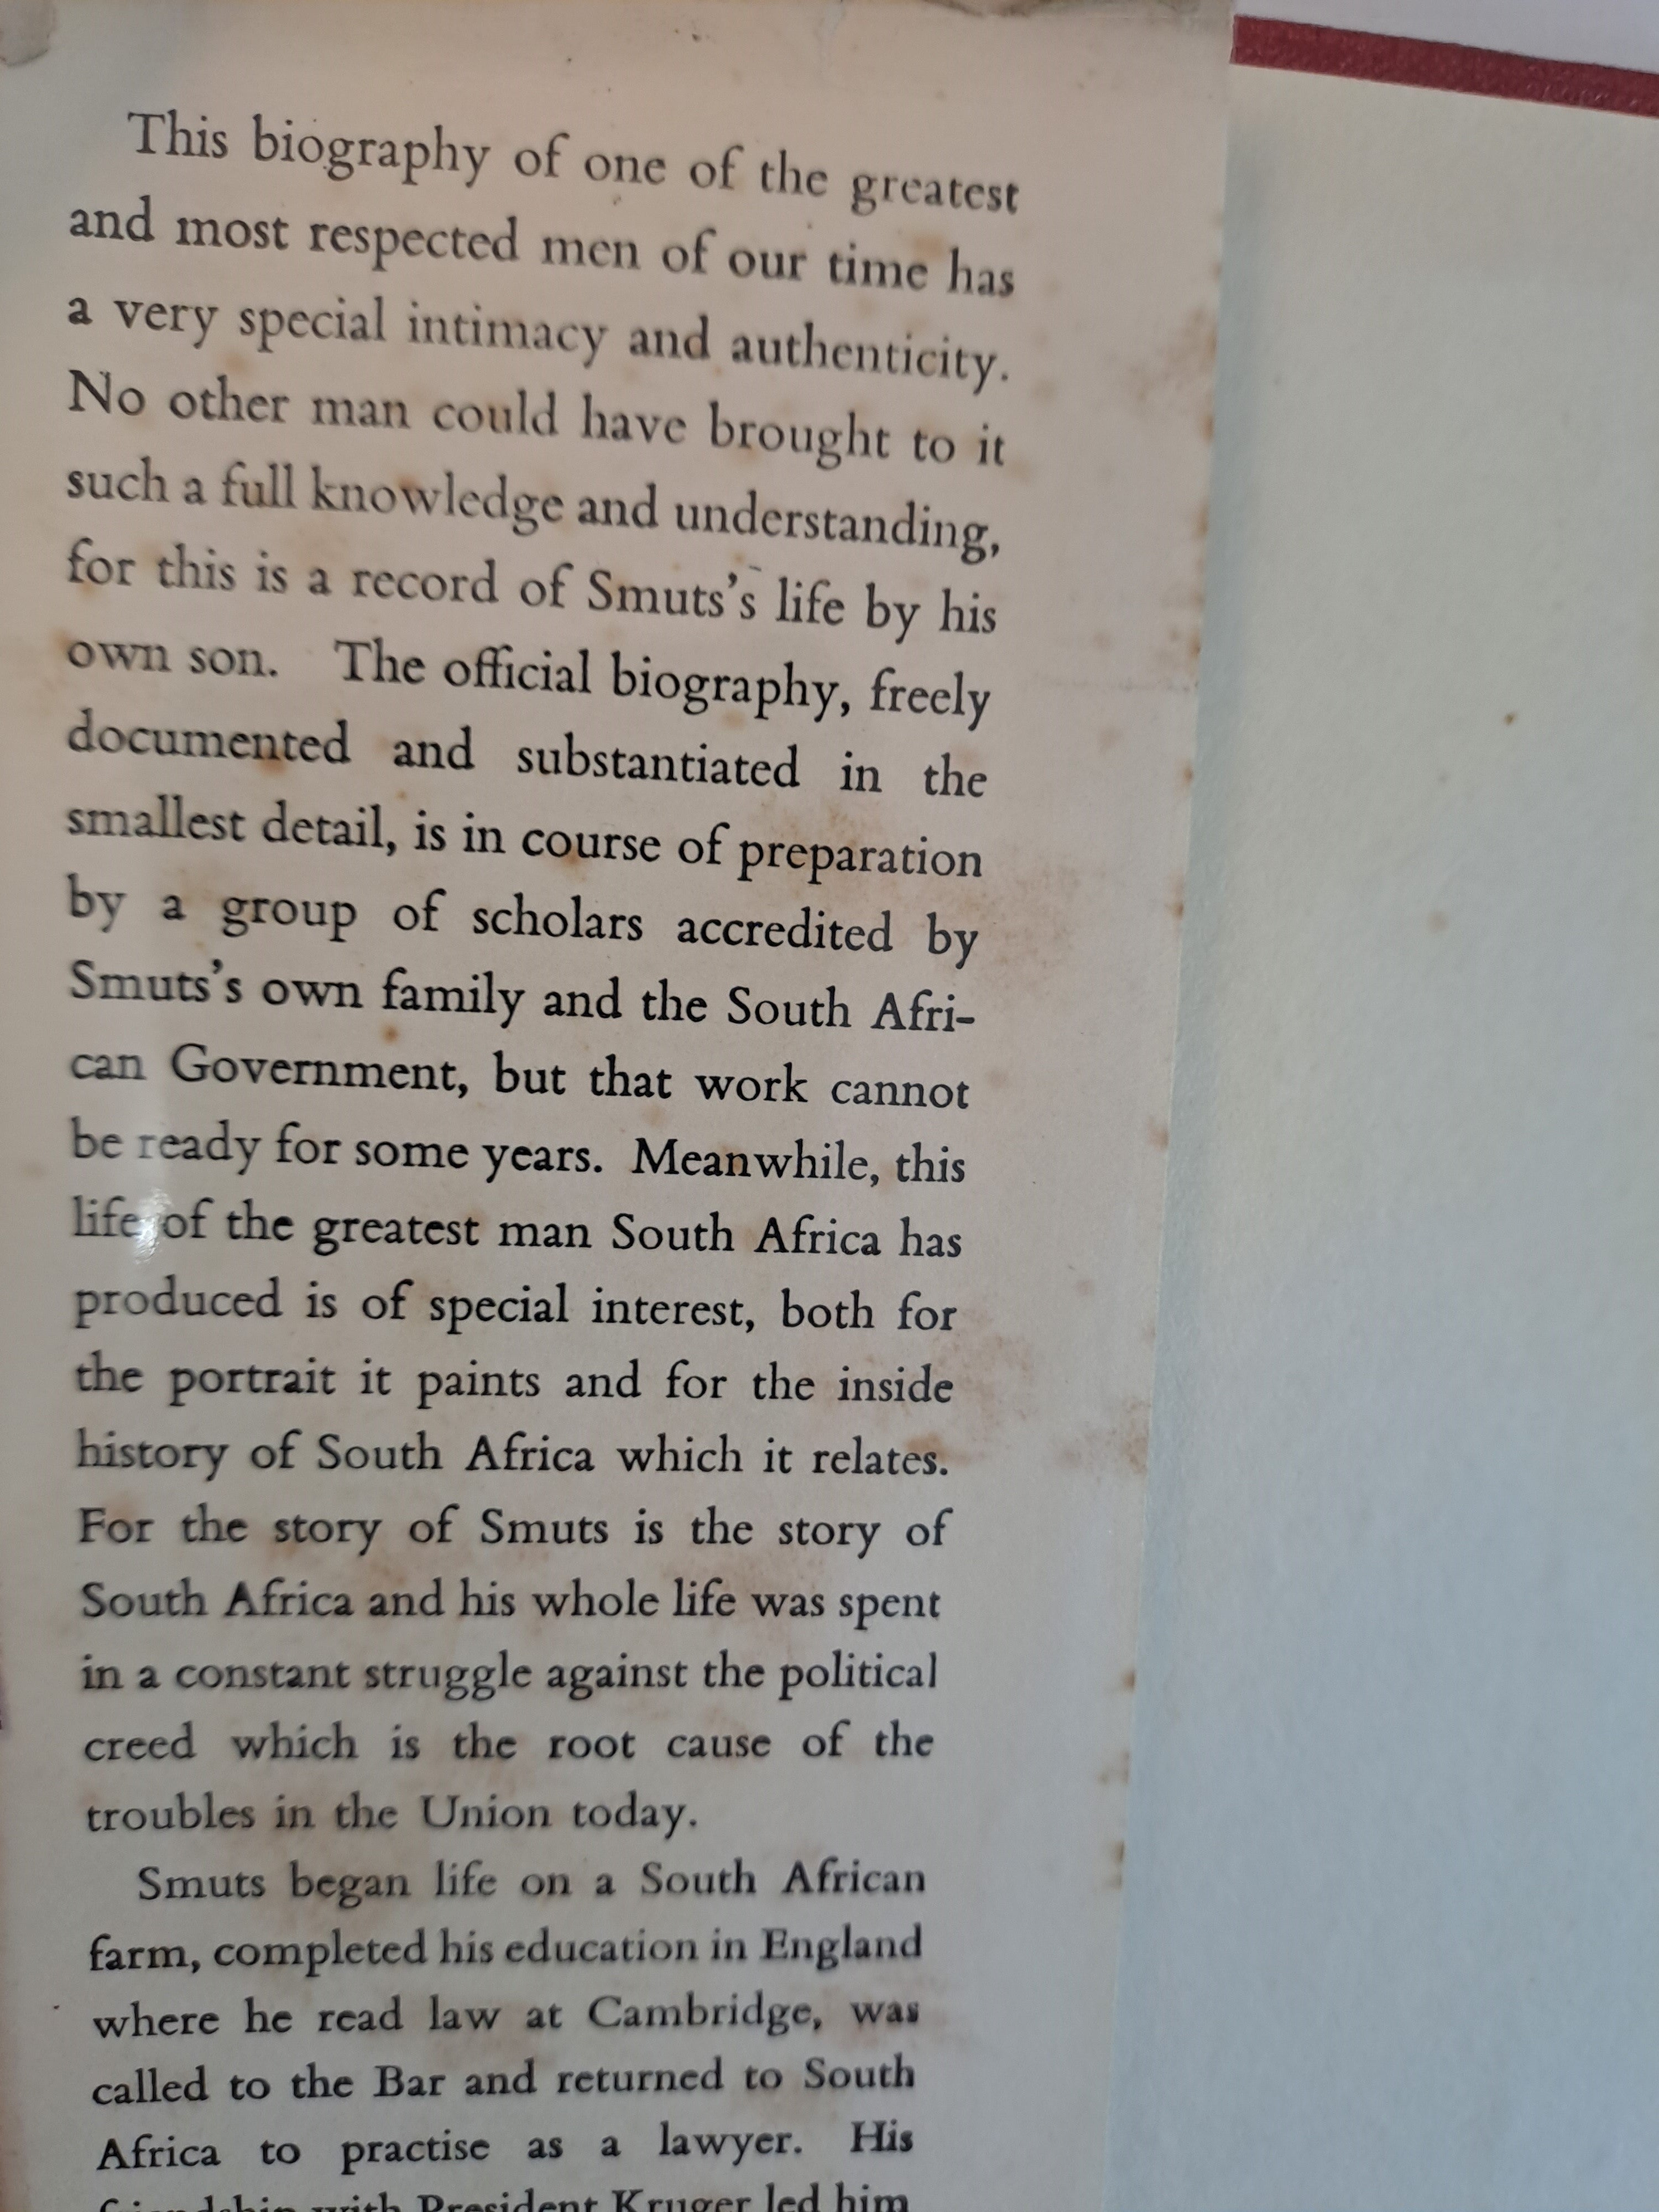 This biography of one of the greatest
and most respected men of our time has
a very special intimacy and authenticity.
No other man could have brought to it
such a full knowledge and understanding,
for this is a record of Smuts's life by his
own son. The official biography, freely
documented and substantiated in the
smallest detail, is in course of preparation
by a group of scholars accredited by
Smuts's own family and the South Afri-
can Government, but that work cannot
be ready for some years. Meanwhile, this
life of the greatest man South Africa has
produced is of special interest, both for
the portrait it paints and for the inside
history of South Africa which it relates.
For the story of Smuts is the story of
South Africa and his whole life was spent
in a constant struggle against the political
creed which is the root cause of the
troubles in the Union today.
Smuts began life on a South African
farm, completed his education in England
where he read law at Cambridge, was
called to the Bar and returned to South
Africa to practise as a lawyer. His
friendship with President Kruger led him